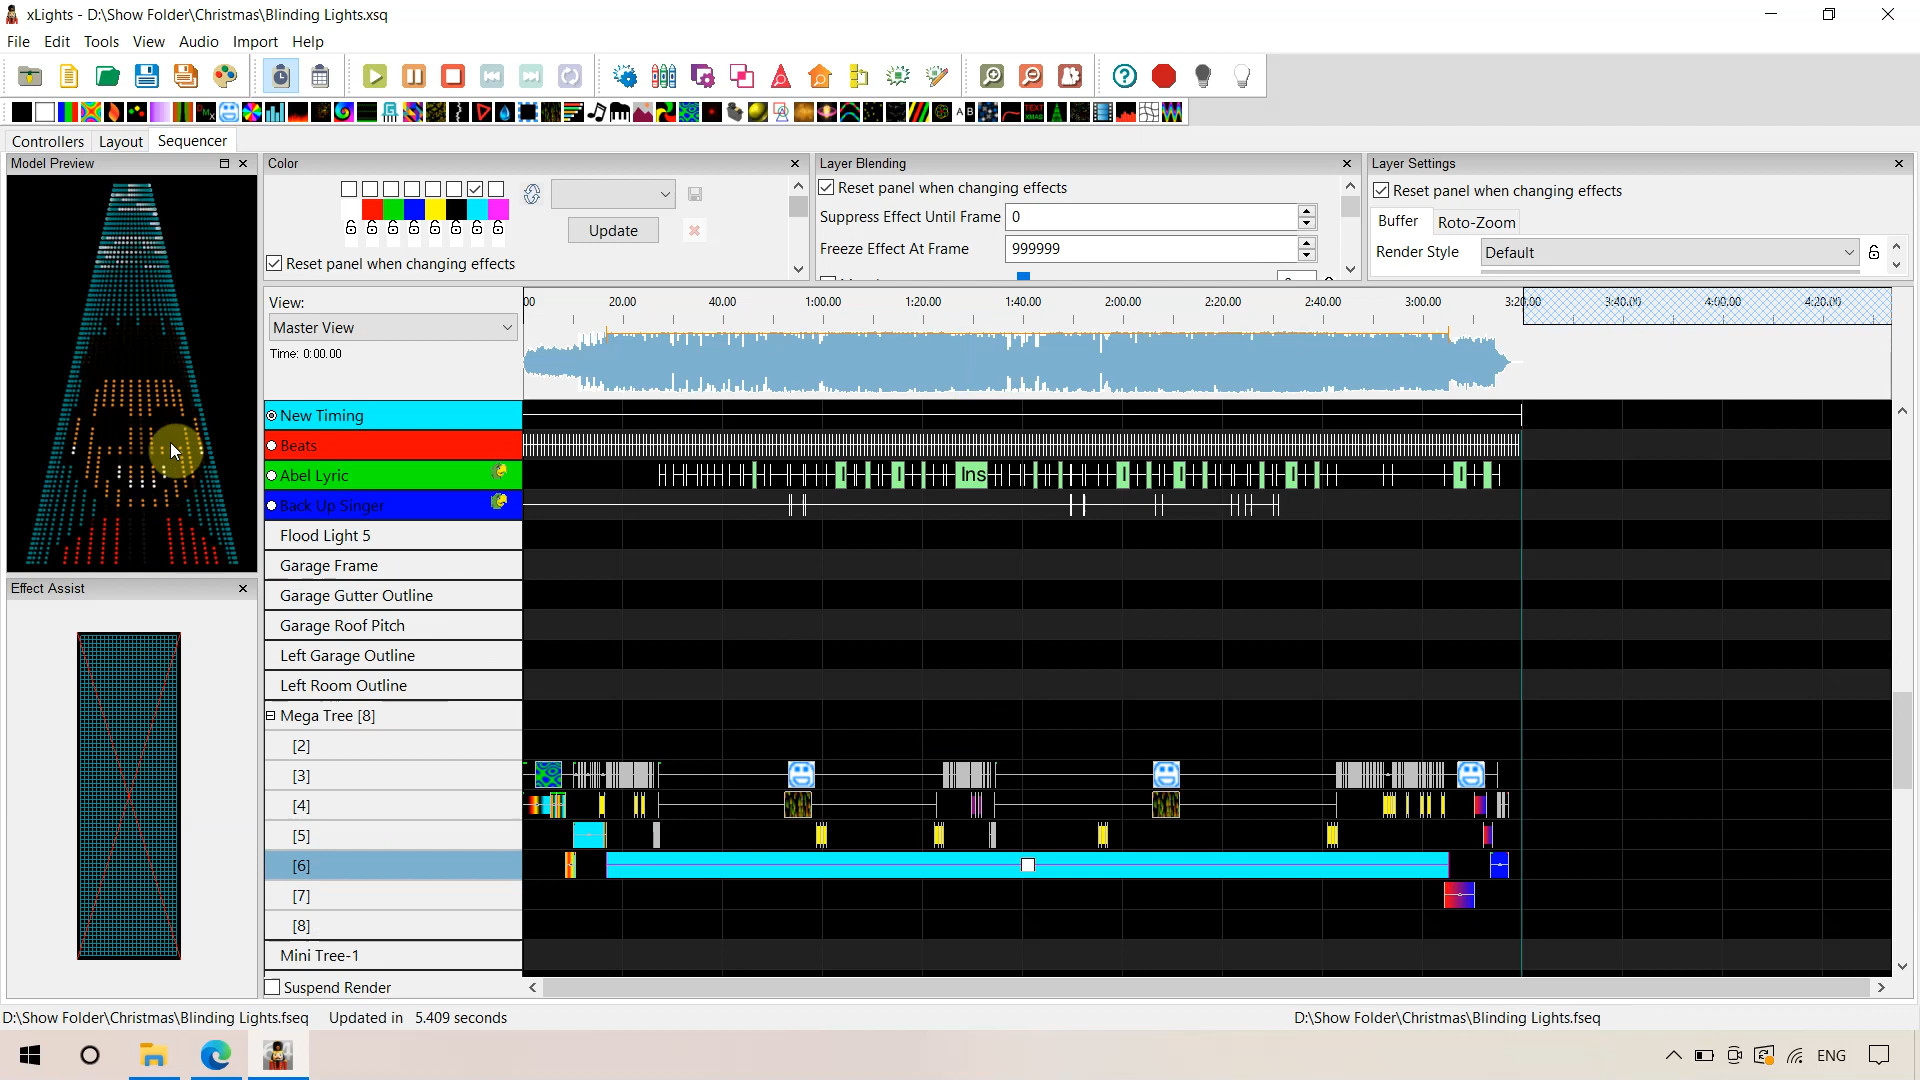 xLights - D:\Show Folder\Christmas\Blinding Lights.xsq
File Edit Tools View Audio Import Help
Controllers Layout Sequencer
Model Preview
Color
Layer Blending
Layer Settings
Reset panel when changing effects
Reset panel when changing effects
Suppress Effect Until Frame 0
Buffer Roto-Zoom
Update
Freeze Effect At Frame 999999
Render Style Default
Reset panel when changing effects
View:
00 20.00 40.00 1:00.00 1:20.00 1:40.00 2:00.00 2:20.00 2:40.00 3:00.00 3:20.00 3:40.00 4:00.00 4:20.00
Master View
Time: 0:00.00
New Timing
Beats
Abel Lyric
Ins
Back Up Singer
Flood Light 5
Garage Frame
Effect Assist
Garage Gutter Outline
Garage Roof Pitch
Left Garage Outline
Left Room Outline
Mega Tree [8]
[2]
[3]
[4]
[5]
[6]
[7]
[8]
Mini Tree-1
Suspend Render
D:\Show Folder\Christmas\Blinding Lights.fseq Updated in 5.409 seconds D:\Show Folder\Christmas\Blinding Lights.fseq
ENG